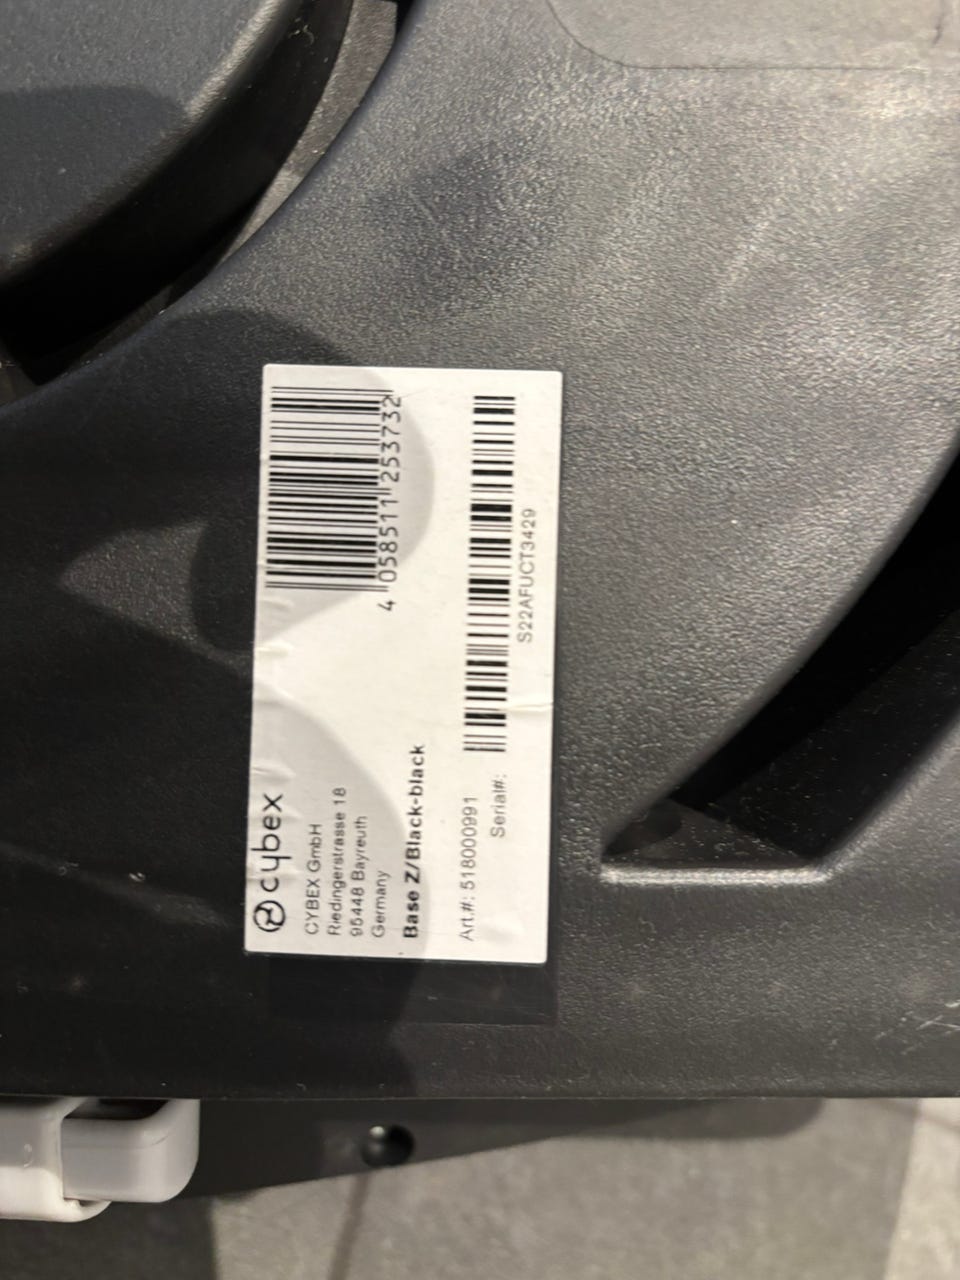 cybex
CYBEX GmbH
Riedingerstrasse 18
95448 Bayreuth
Germany
Base Z/Black-black
Art.#: 518000991
Serial#:
4 058511 253732
S22AFUCT3429